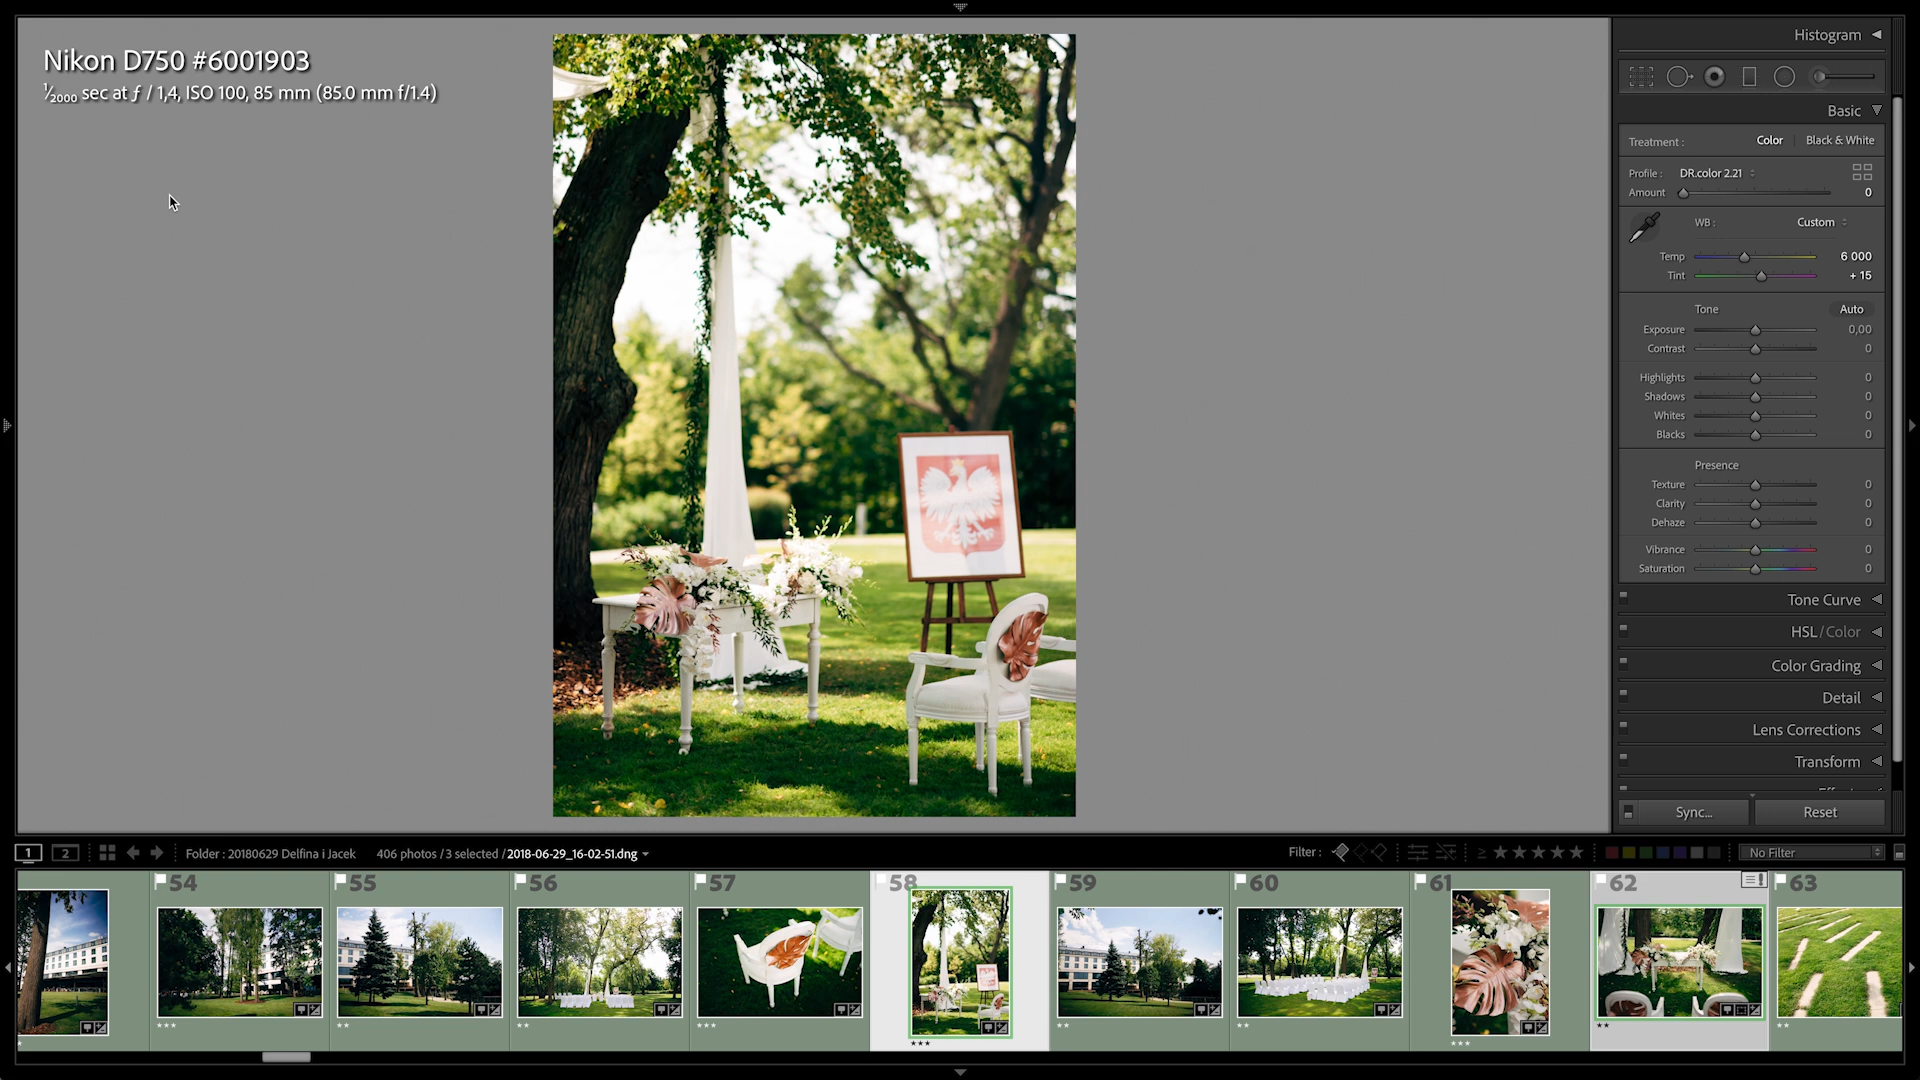 Nikon D750 #6001903
1/2000 sec at ƒ / 1,4, ISO 100, 85 mm (85.0 mm f/1.4)
Histogram
Basic
Treatment : Color Black & White
Profile : DR.color 2.21
Amount 0
WB : Custom
Temp 6 000
Tint + 15
Tone Auto
Exposure 0,00
Contrast 0
Highlights 0
Shadows 0
Whites 0
Blacks 0
Presence
Texture 0
Clarity 0
Dehaze 0
Vibrance 0
Saturation 0
Tone Curve
HSL / Color
Color Grading
Detail
Lens Corrections
Transform
Sync... Reset
1 2 Folder : 20180629 Delfina i Jacek 406 photos / 3 selected / 2018-06-29_16-02-51.dng Filter : ≥ No Filter
54 55 56 57 58 59 60 61 62 63